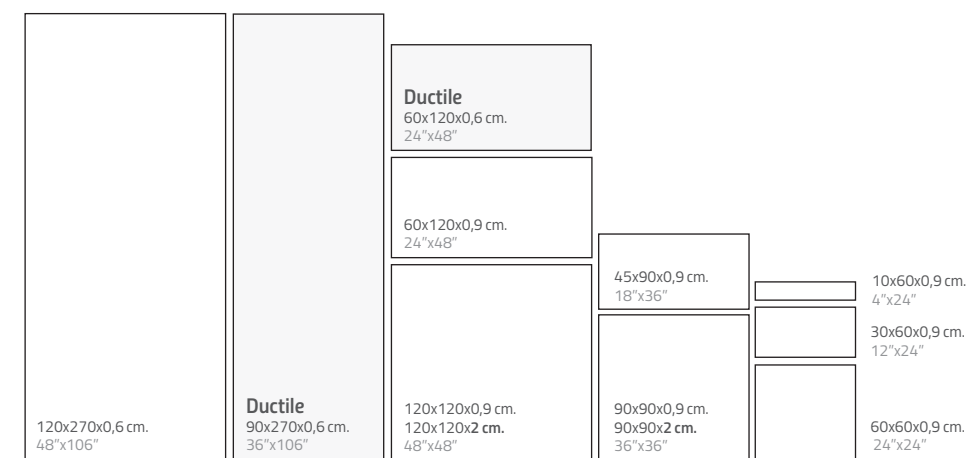 120x270x0,6 cm.
48"x106"
Ductile
90x270x0,6 cm.
36"x106"
Ductile
60x120x0,6 cm.
24"x48"
60x120x0,9 cm.
24"x48"
120x120x0,9 cm.
120x120x2 cm.
48"x48"
45x90x0,9 cm.
18"x36"
90x90x0,9 cm.
90x90x2 cm.
36"x36"
10x60x0,9 cm.
4"x24"
30x60x0,9 cm.
12"x24"
60x60x0,9 cm.
24"x24"